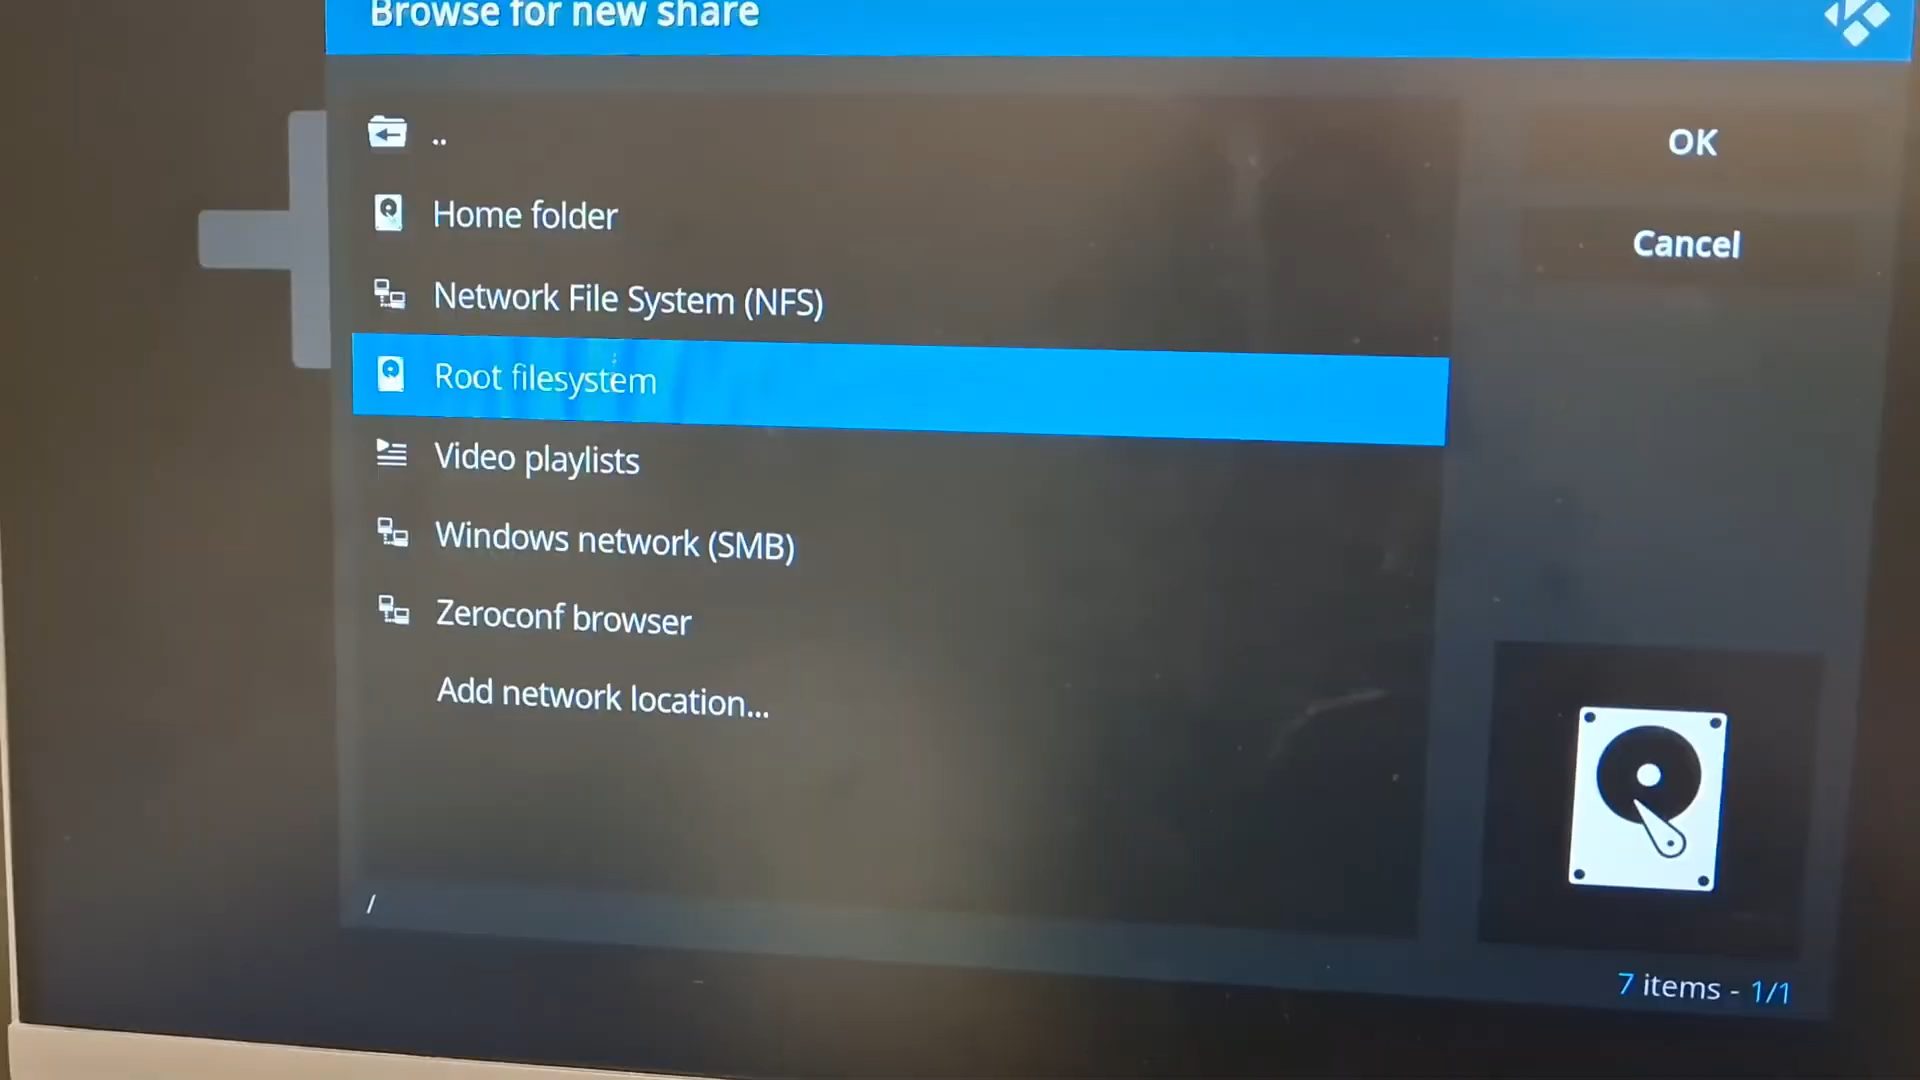 Browse for new share
..
Home folder
Network File System (NFS)
Root filesystem
Video playlists
Windows network (SMB)
Zeroconf browser
Add network location...
/
OK
Cancel
7 items - 1/1